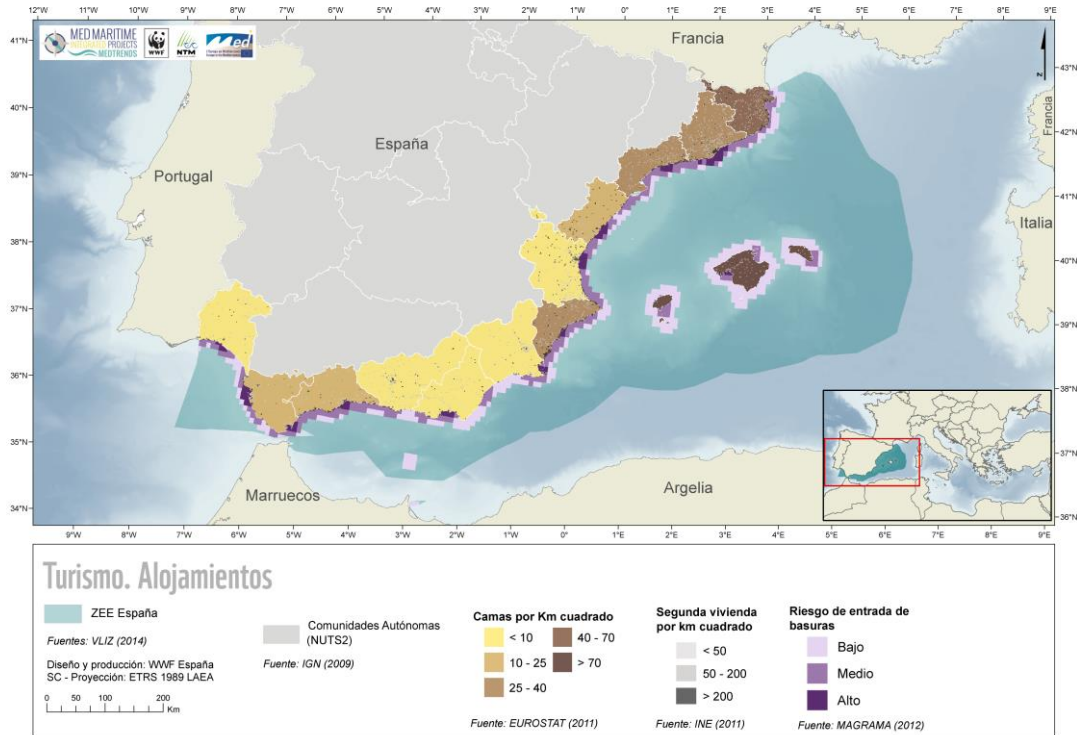 12°W 11°W 10°W 9°W 8°W 7°W 6°W 5°W 4°W 3°W 2°W 1°W 0° 1°E 2°E 3°E 4°E 5°E 6°E 7°E 8°E 9°E
MED MARITIME
INTEGRATED PROJECTS
MEDTRENDS
WWF
NTM
Med
Francia
N
41°N
43°N
40°N
42°N
Francia
España
39°N
41°N
Portugal
Italia
38°N
40°N
37°N
39°N
36°N
38°N
35°N
37°N
Marruecos
Argelia
34°N
36°N
9°W 8°W 7°W 6°W 5°W 4°W 3°W 2°W 1°W 0° 1°E 2°E 3°E 4°E 5°E 6°E 7°E 8°E 9°E
Turismo. Alojamientos
ZEE España
Fuentes: VLIZ (2014)
Diseño y producción: WWF España
SC - Proyección: ETRS 1989 LAEA
0 50 100 200
Km
Comunidades Autónomas
(NUTS2)
Fuente: IGN (2009)
Camas por Km cuadrado
< 10
40 - 70
10 - 25
> 70
25 - 40
Fuente: EUROSTAT (2011)
Segunda vivienda
por km cuadrado
< 50
50 - 200
> 200
Fuente: INE (2011)
Riesgo de entrada de
basuras
Bajo
Medio
Alto
Fuente: MAGRAMA (2012)